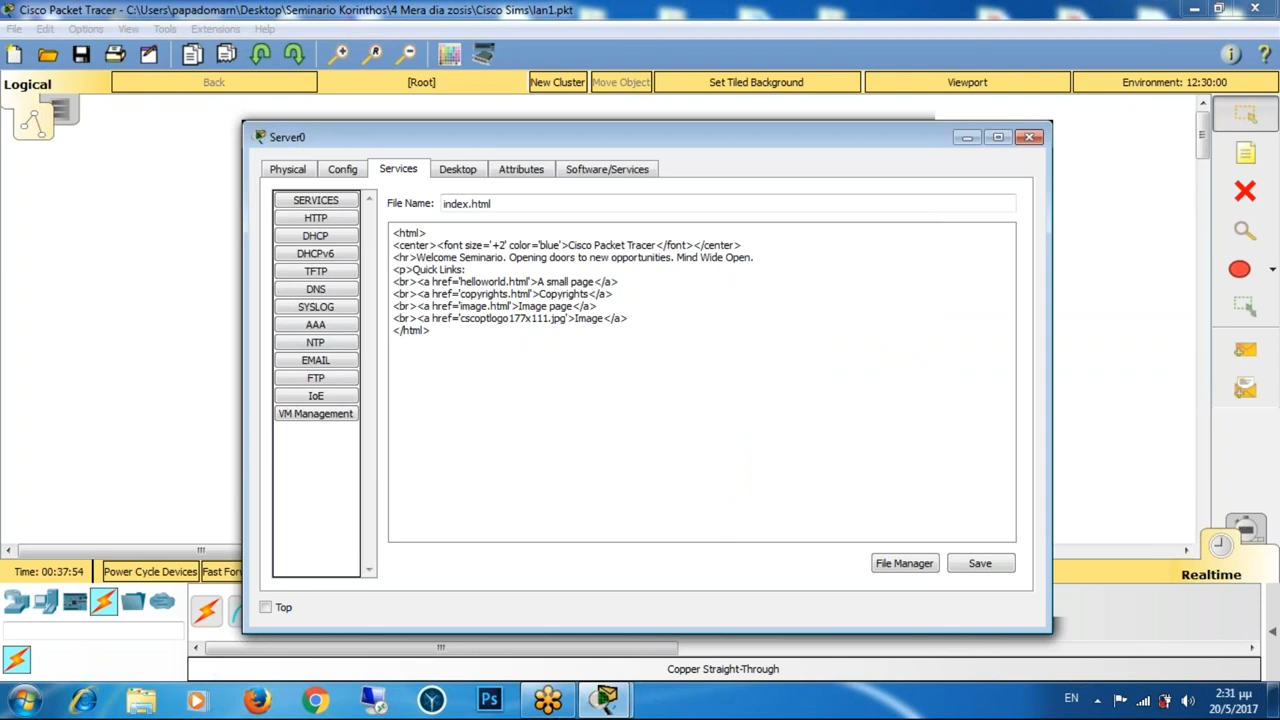 Cisco Packet Tracer - C:\Users\papadomarn\Desktop\Seminario Korinthos\4 Mera dia zosis\Cisco Sims\lan1.pkt
File Edit Options View Tools Extensions Help
Logical
Back
[Root]
New Cluster
Move Object
Set Tiled Background
Viewport
Environment: 12:30:00
Server0
Physical
Config
Services
Desktop
Attributes
Software/Services
SERVICES
HTTP
DHCP
DHCPv6
TFTP
DNS
SYSLOG
AAA
NTP
EMAIL
FTP
IoE
VM Management
File Name: index.html
<html>
<center><font size='+2' color='blue'>Cisco Packet Tracer</font></center>
<hr>Welcome Seminario. Opening doors to new opportunities. Mind Wide Open.
<p>Quick Links:
<br><a href='helloworld.html'>A small page</a>
<br><a href='copyrights.html'>Copyrights</a>
<br><a href='image.html'>Image page</a>
<br><a href='cscoptlogo177x111.jpg'>Image</a>
</html>
File Manager
Save
Top
Time: 00:37:54
Power Cycle Devices
Fast For
Realtime
Copper Straight-Through
Ps
EN
2:31 μμ
20/5/2017